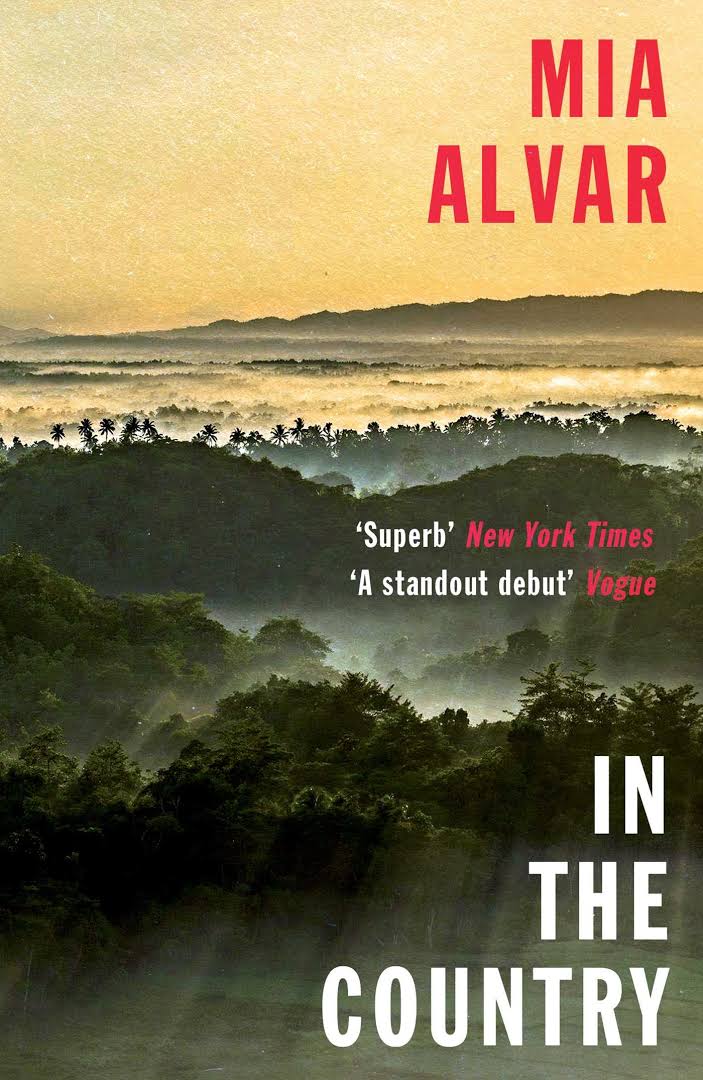 MIA
ALVAR
‘Superb’ New York Times
‘A standout debut’ Vogue
IN
THE
COUNTRY